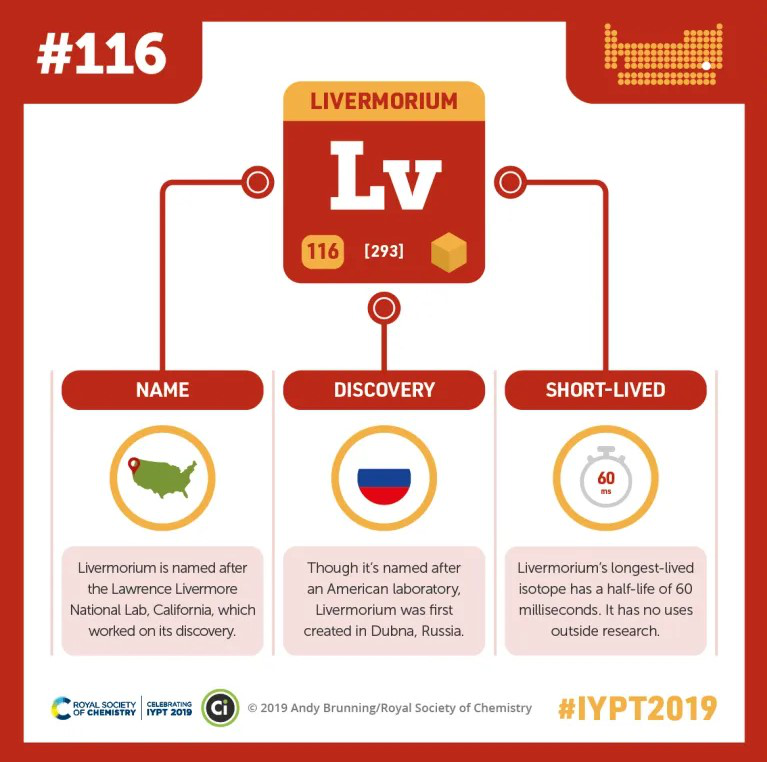 #116
LIVERMORIUM
Lv
116 [293]
NAME
Livermorium is named after
the Lawrence Livermore
National Lab, California, which
worked on its discovery.
DISCOVERY
Though it's named after
an American laboratory,
Livermorium was first
created in Dubna, Russia.
SHORT-LIVED
60
ms
Livermorium's longest-lived
isotope has a half-life of 60
milliseconds. It has no uses
outside research.
ROYAL SOCIETY
OF CHEMISTRY
CELEBRATING
IYPT 2019
Ci
© 2019 Andy Brunning/Royal Society of Chemistry
#IYPT2019